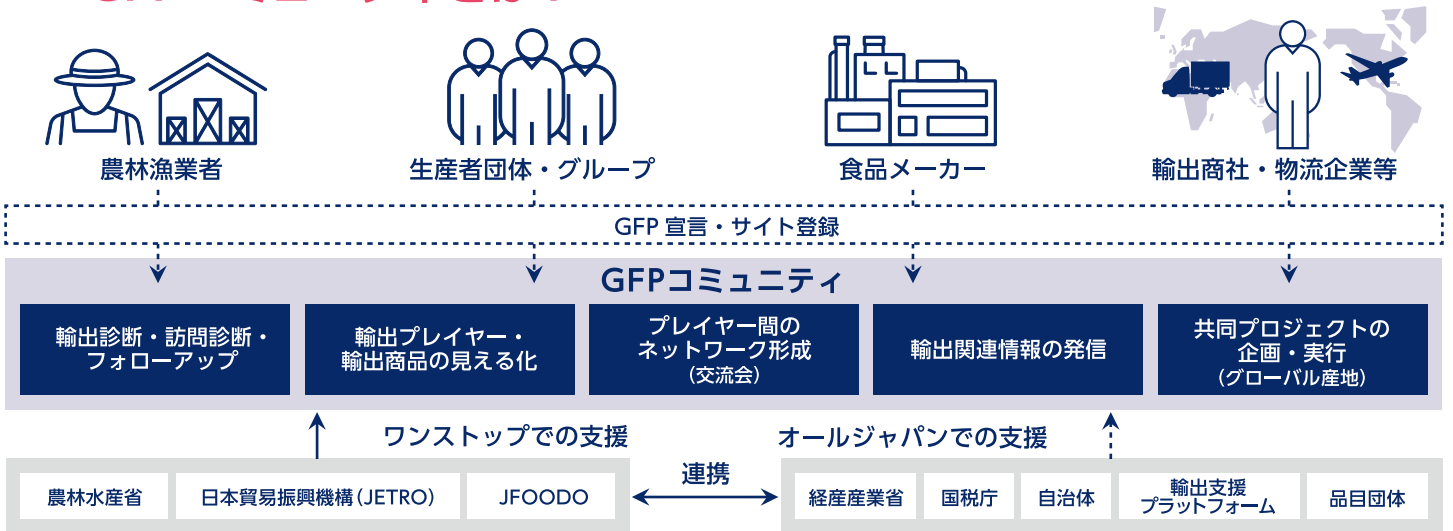 農林漁業者
生産者団体・グループ
食品メーカー
輸出商社・物流企業等
GFP 宣言・サイト登録
GFPコミュニティ
輸出診断・訪問診断・
フォローアップ
輸出プレイヤー・
輸出商品の見える化
プレイヤー間の
ネットワーク形成
(交流会)
輸出関連情報の発信
共同プロジェクトの
企画・実行
(グローバル産地)
ワンストップでの支援
オールジャパンでの支援
連携
農林水産省
日本貿易振興機構(JETRO)
JFOODO
経産産業省
国税庁
自治体
輸出支援
プラットフォーム
品目団体